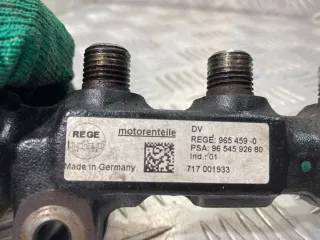 REGE motorenteile
DV
REGE: 965 459 -0
PSA: 96 545 926 80
Ind.: 01
Made in Germany
717 001933